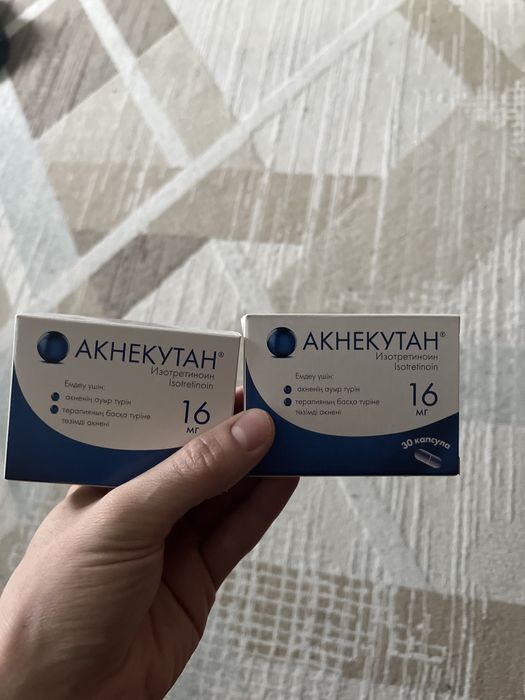 АКНЕКУТАН®
Изотретиноин
Isotretinoin
Емдеу үшін:
акненің ауыр түрін
терапияның басқа түріне
төзімді акнені
16
МГ
АКНЕКУТАН®
Изотретиноин
Isotretinoin
Емдеу үшін:
акненің ауыр түрін
терапияның басқа түріне
төзімді акнені
16
МГ
30 капсула